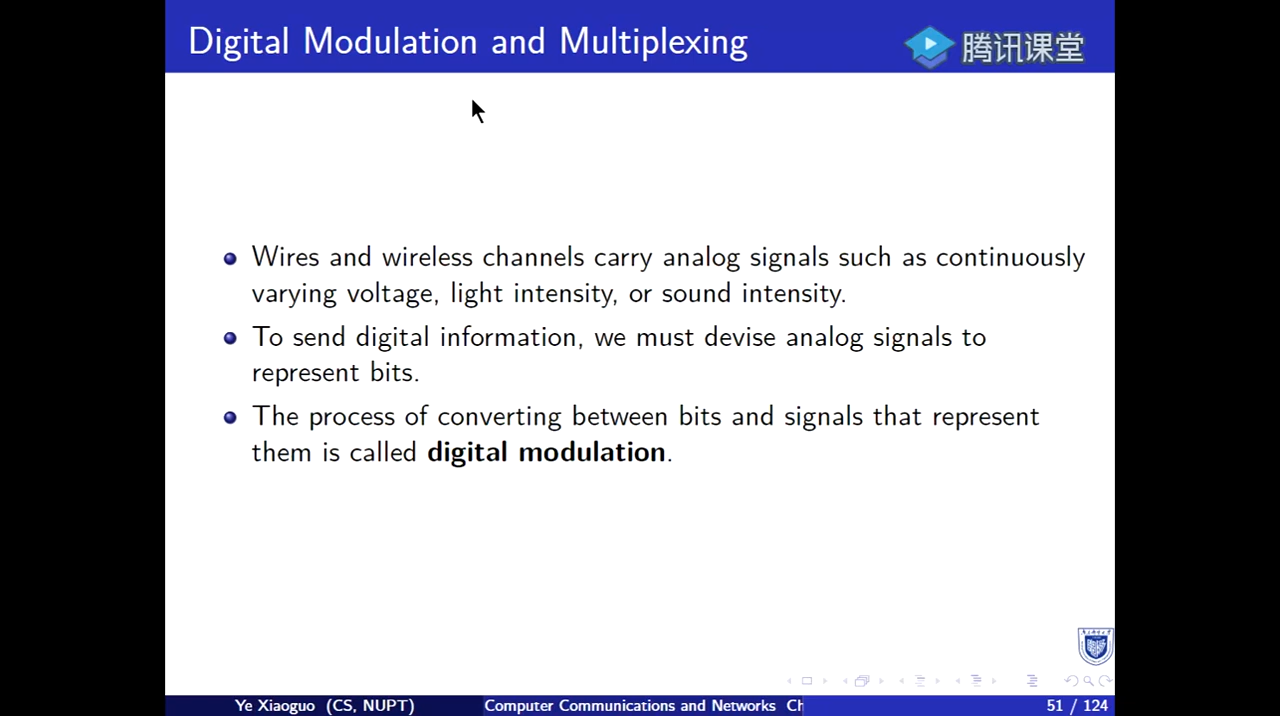 Digital Modulation and Multiplexing
腾讯课堂
Wires and wireless channels carry analog signals such as continuously
varying voltage, light intensity, or sound intensity.
To send digital information, we must devise analog signals to
represent bits.
The process of converting between bits and signals that represent
them is called digital modulation.
Ye Xiaoguo (CS, NUPT)
Computer Communications and Networks Ch
51 / 124